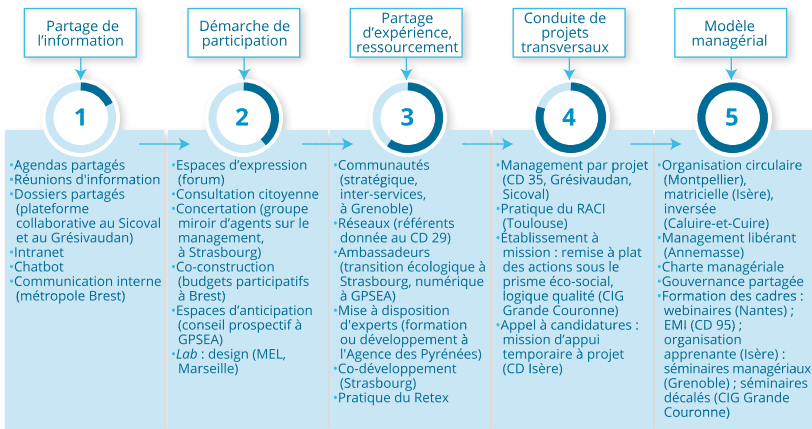 Partage de
l'information
1
•Agendas partagés
•Réunions d'information
•Dossiers partagés
(plateforme
collaborative au Sicoval
et au Grésivaudan)
•Intranet
•Chatbot
•Communication interne
(métropole Brest)
Démarche de
participation
2
•Espaces d'expression
(forum)
•Consultation citoyenne
•Concertation (groupe
miroir d'agents sur le
management,
à Strasbourg)
•Co-construction
(budgets participatifs
à Brest)
•Espaces d'anticipation
(conseil prospectif à
GPSEA)
•Lab : design (MEL,
Marseille)
Partage
d'expérience,
ressourcement
3
•Communautés
(stratégique,
inter-services,
à Grenoble)
•Réseaux (référents
donnée au CD 29)
•Ambassadeurs
(transition écologique à
Strasbourg, numérique
à GPSEA)
•Mise à disposition
d'experts (formation
ou développement à
l'Agence des Pyrénées)
•Co-développement
(Strasbourg)
•Pratique du Retex
Conduite de
projets
transversaux
4
•Management par projet
(CD 35, Grésivaudan,
Sicoval)
•Pratique du RACI
(Toulouse)
•Établissement à
mission : remise à plat
des actions sous le
prisme éco-social,
logique qualité (CIG
Grande Couronne)
•Appel à candidatures :
mission d'appui
temporaire à projet
(CD Isère)
Modèle
managérial
5
•Organisation circulaire
(Montpellier),
matricielle (Isère),
inversée
(Caluire-et-Cuire)
•Management libérant
(Annemasse)
•Charte managériale
•Gouvernance partagée
•Formation des cadres :
webinaires (Nantes) ;
EMI (CD 95) ;
organisation
apprenante (Isère) :
séminaires managériaux
(Grenoble) ; séminaires
décalés (CIG Grande
Couronne)